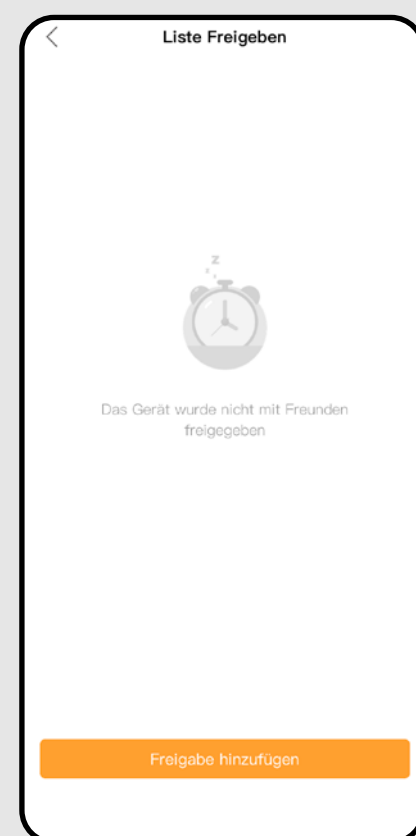 Liste Freigeben
z
z
Das Gerät wurde nicht mit Freunden
freigegeben
Freigabe hinzufügen